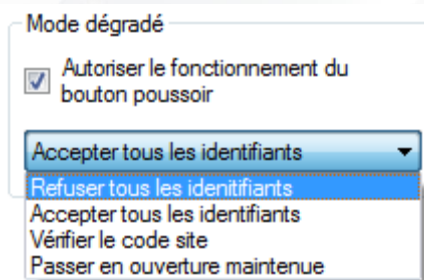 Mode dégradé
Autoriser le fonctionnement du
bouton poussoir
Accepter tous les identifiants
Refuser tous les idenitifiants
Accepter tous les identifiants
Vérifier le code site
Passer en ouverture maintenue